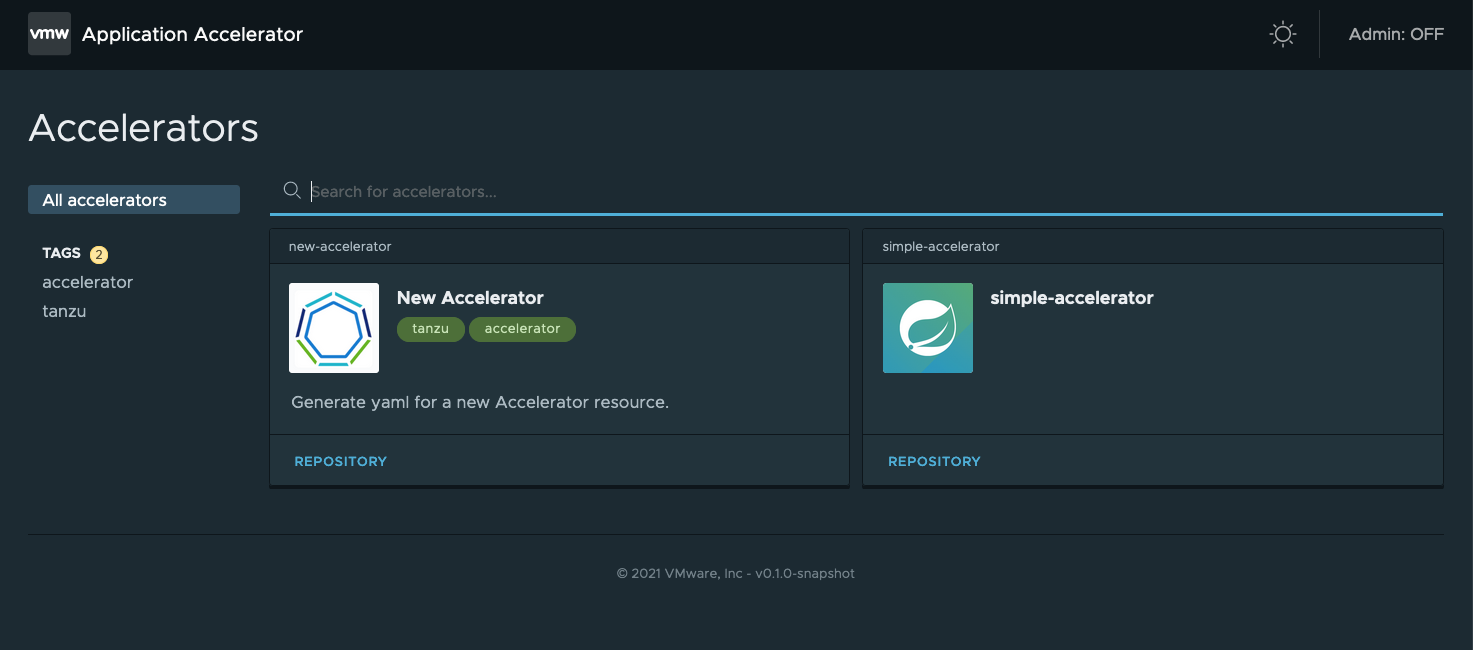 vmw Application Accelerator
Admin: OFF
Accelerators
All accelerators
Search for accelerators...
TAGS 2
accelerator
tanzu
new-accelerator
New Accelerator
tanzu accelerator
Generate yaml for a new Accelerator resource.
REPOSITORY
simple-accelerator
simple-accelerator
REPOSITORY
© 2021 VMware, Inc - v0.1.0-snapshot